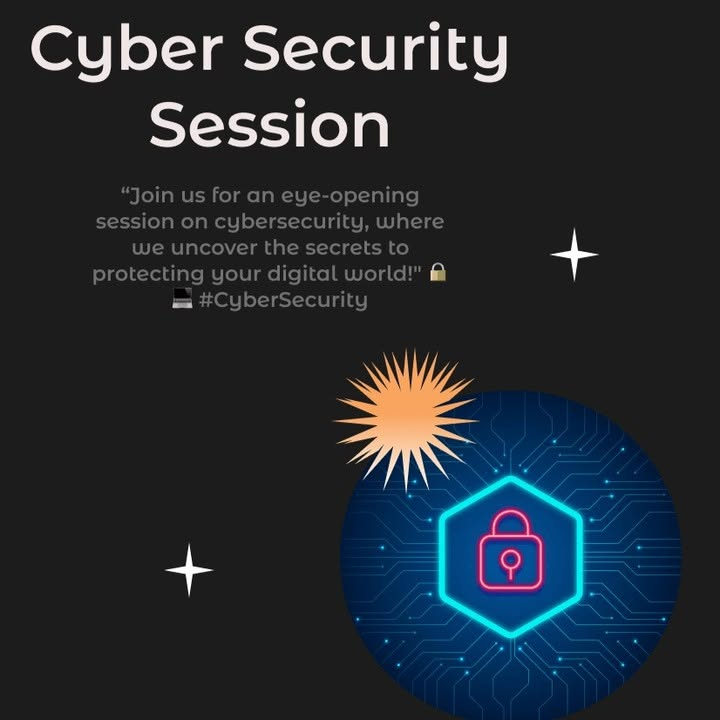 Cyber Security
Session
“Join us for an eye-opening
session on cybersecurity, where
we uncover the secrets to
protecting your digital world!" 🔒
💻 #CyberSecurity